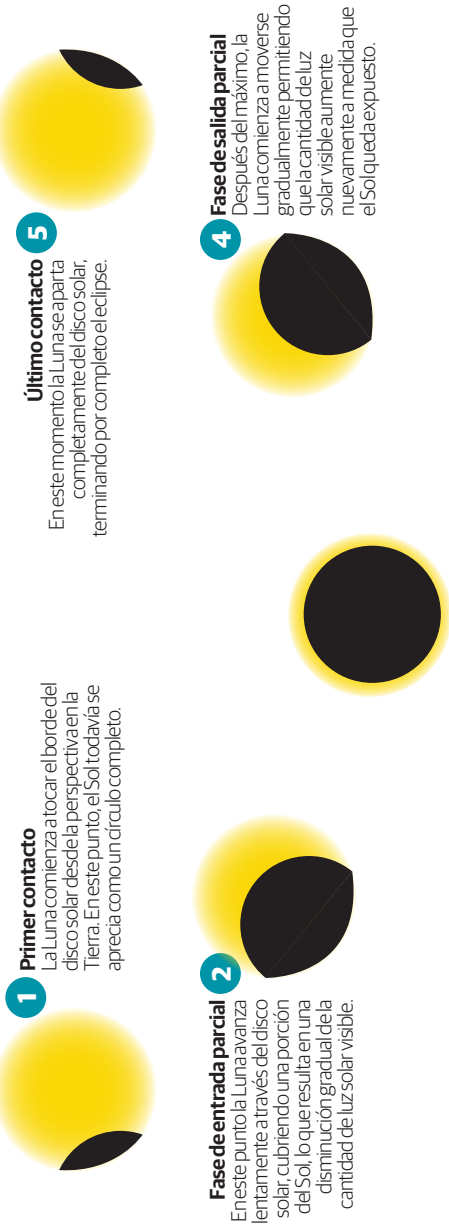 1
Primer contacto
La Luna comienza a tocar el borde del
disco solar desde la perspectiva en la
Tierra. En este punto, el Sol todavía se
aprecia como un círculo completo.
2
Fase de entrada parcial
En este punto la Luna avanza
lentamente a través del disco
solar, cubriendo una porción
del Sol, lo que resulta en una
disminución gradual de la
cantidad de luz solar visible.
4
Fase de salida parcial
Después del máximo, la
Luna comienza a moverse
gradualmente permitiendo
que la cantidad de luz
solar visible aumente
nuevamente a medida que
el Sol queda expuesto.
5
Último contacto
En este momento la Luna se aparta
completamente del disco solar,
terminando por completo el eclipse.